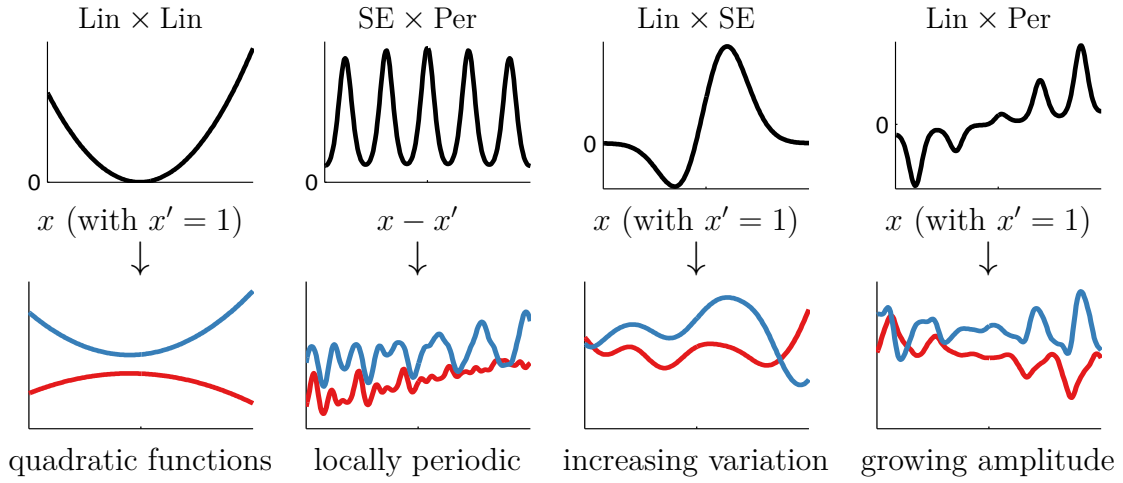 Lin × Lin
SE × Per
Lin × SE
Lin × Per
0
0
0
0
x (with x′ = 1)
x − x′
x (with x′ = 1)
x (with x′ = 1)
↓
↓
↓
↓
quadratic functions
locally periodic
increasing variation
growing amplitude